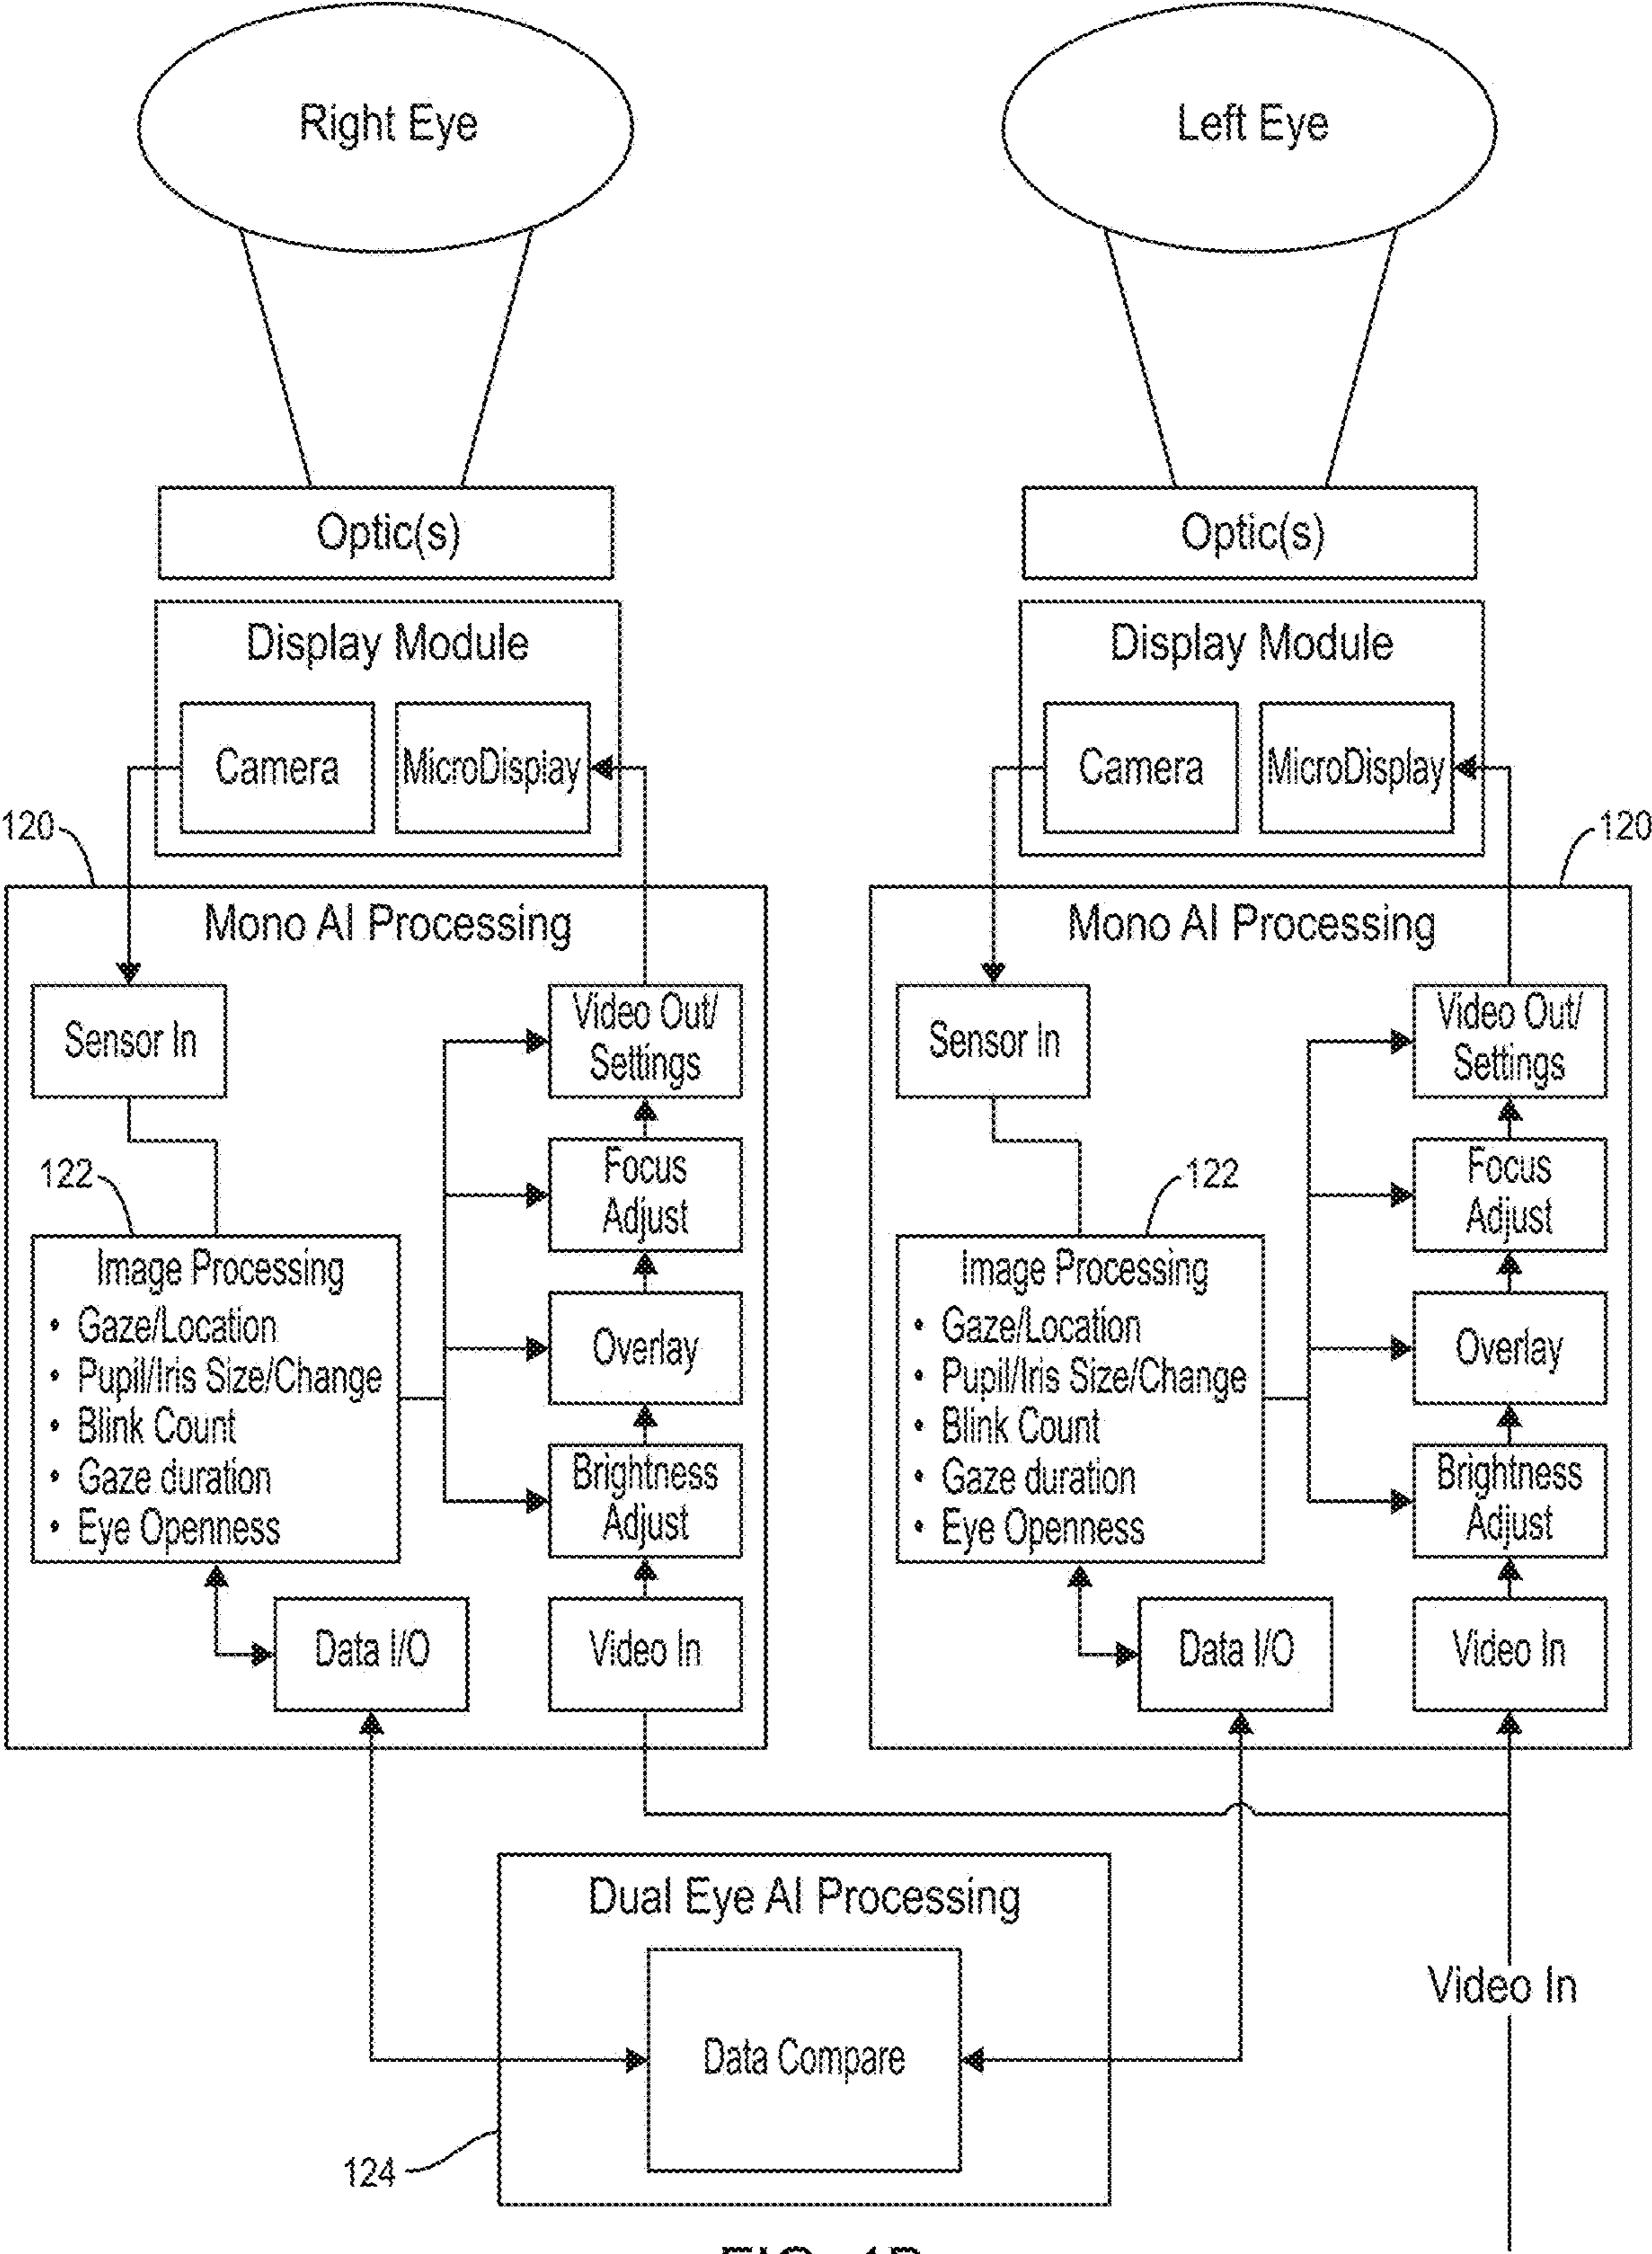 Right Eye
Left Eye
Optic(s)
Optic(s)
Display Module
Camera
MicroDisplay
Display Module
Camera
MicroDisplay
120
120
Mono AI Processing
Sensor In
Video Out/
Settings
Focus
Adjust
122
Image Processing
• Gaze/Location
• Pupil/Iris Size/Change
• Blink Count
• Gaze duration
• Eye Openness
Overlay
Brightness
Adjust
Data I/O
Video In
Mono AI Processing
Sensor In
Video Out/
Settings
Focus
Adjust
122
Image Processing
• Gaze/Location
• Pupil/Iris Size/Change
• Blink Count
• Gaze duration
• Eye Openness
Overlay
Brightness
Adjust
Data I/O
Video In
Dual Eye AI Processing
Data Compare
124
Video In